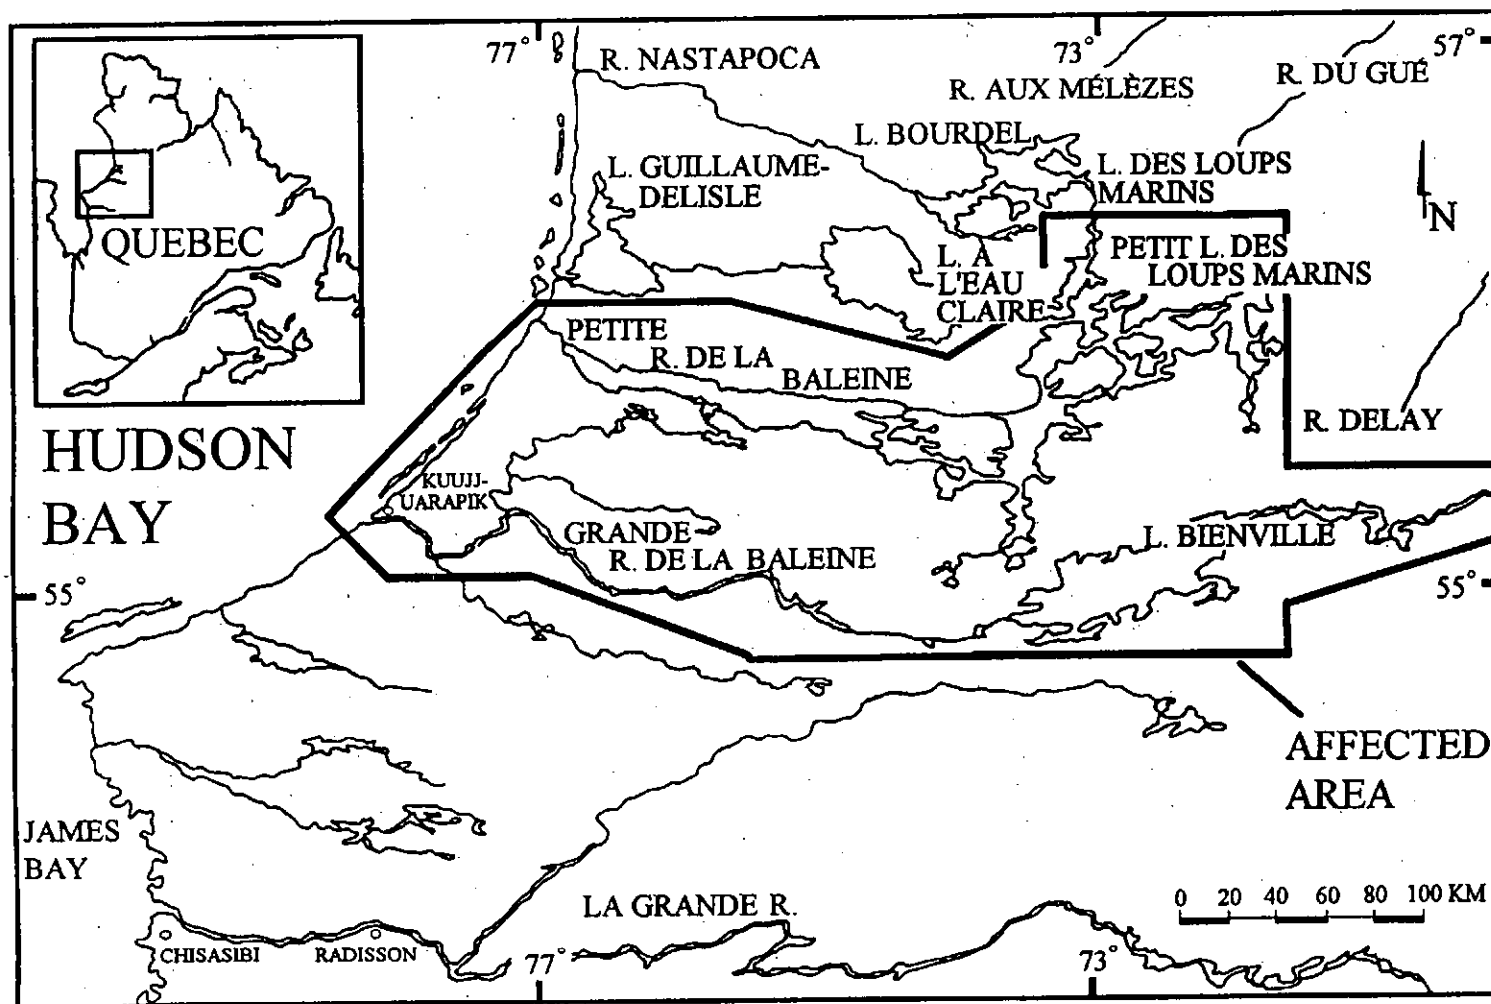 77°
73°
57°
R. NASTAPOCA
R. AUX MÉLÈZES
R. DU GUÉ
L. BOURDEL
L. GUILLAUME-
DELISLE
L. DES LOUPS
MARINS
N
QUEBEC
L. A
L'EAU
CLAIRE
PETIT L. DES
LOUPS MARINS
PETITE
R. DE LA
BALEINE
R. DELAY
HUDSON
BAY
KUUJJ-
UARAPIK
GRANDE
R. DE LA BALEINE
L. BIENVILLE
55°
55°
AFFECTED
AREA
JAMES
BAY
0 20 40 60 80 100 KM
LA GRANDE R.
CHISASIBI
RADISSON
77°
73°